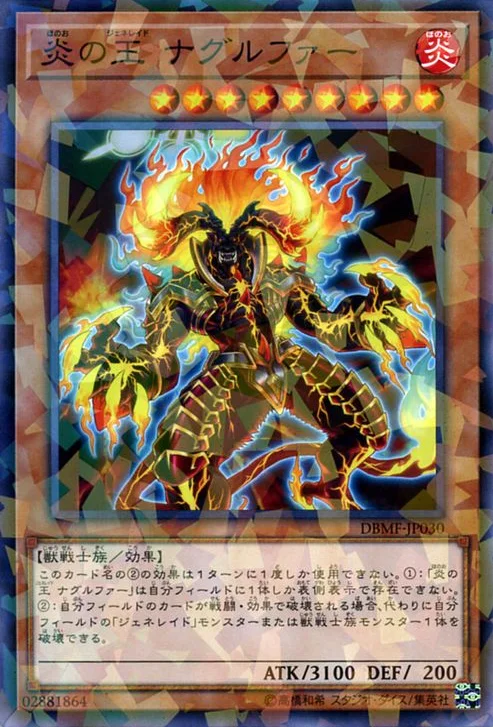 炎の王 ナグルファー
炎
DBMF-JP030
【獣戦士族/効果】
このカード名の②の効果は1ターンに1度しか使用できない。①:「炎の
王 ナグルファー」は自分フィールドに1体しか表側表示で存在できない。
②:自分フィールドのカードが戦闘・効果で破壊される場合、代わりに自分
フィールドの「ジェネレイド」モンスターまたは獣戦士族モンスター1体を
破壊できる。
ATK/3100 DEF/ 200
02881864 ©高橋和希 スタジオ・ダイス/集英社